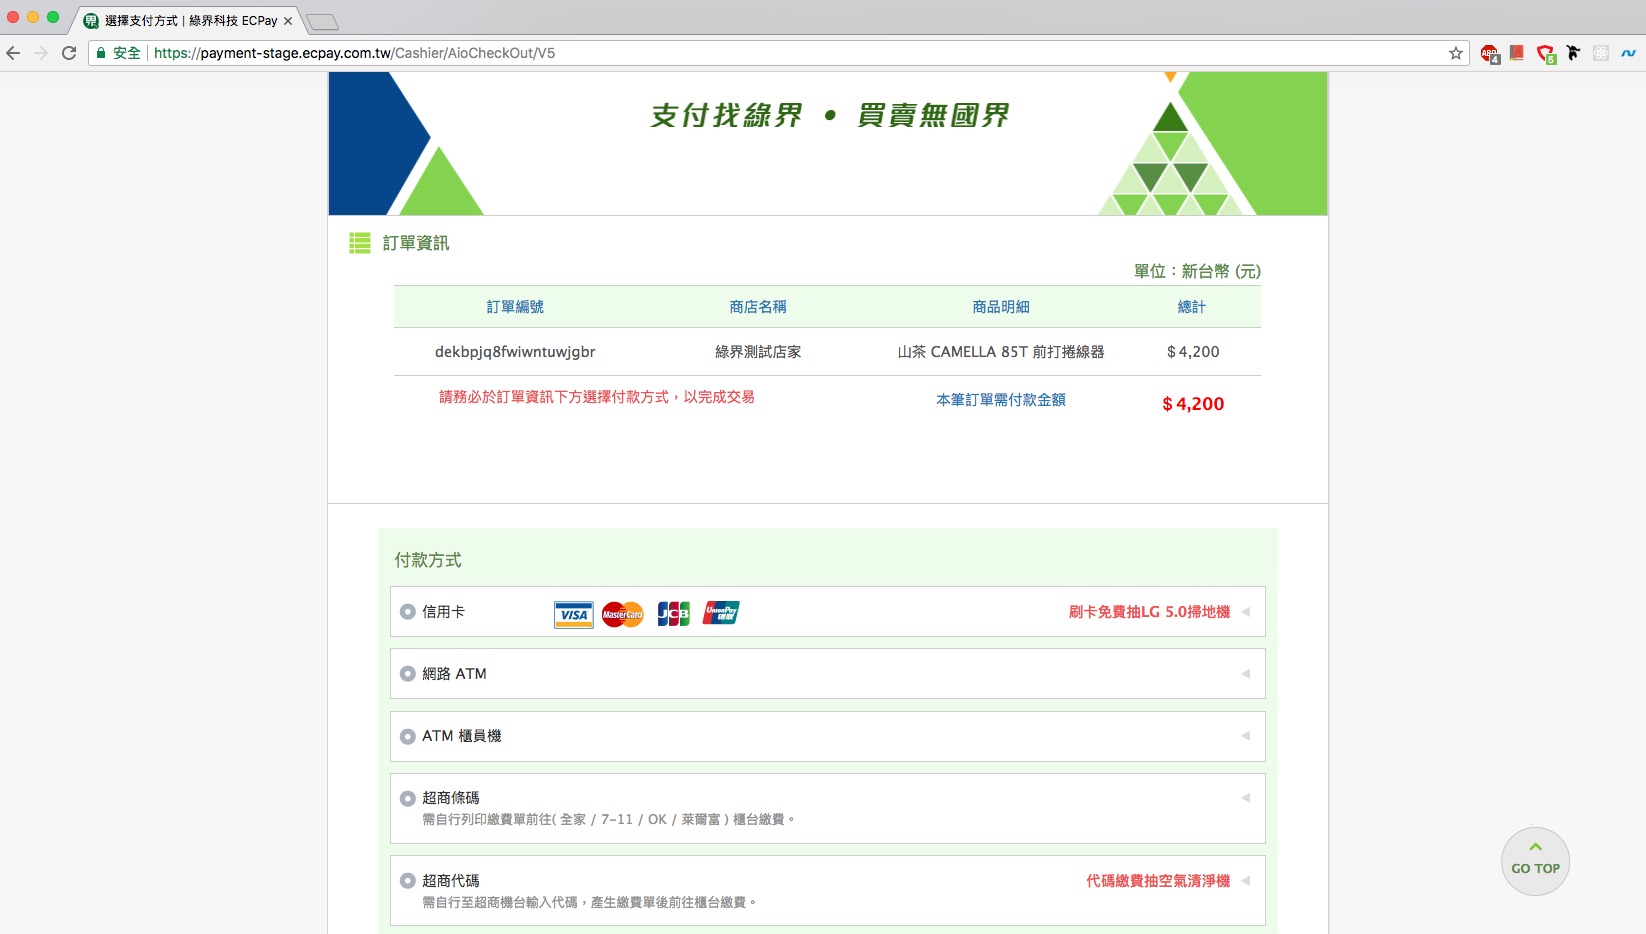 選擇支付方式 | 綠界科技 ECPay
安全 https://payment-stage.ecpay.com.tw/Cashier/AioCheckOut/V5
ABP 4
5
支付找綠界 • 買賣無國界
訂單資訊
單位：新台幣 (元)
訂單編號 商店名稱 商品明細 總計
dekbpjq8fwiwntuwjgbr 綠界測試店家 山茶 CAMELLA 85T 前打捲線器 $ 4,200
請務必於訂單資訊下方選擇付款方式，以完成交易 本筆訂單需付款金額 $ 4,200
付款方式
信用卡 VISA MasterCard JCB UnionPay 銀联 刷卡免費抽LG 5.0掃地機
網路 ATM
ATM 櫃員機
超商條碼
需自行列印繳費單前往( 全家 / 7-11 / OK / 萊爾富 ) 櫃台繳費。
超商代碼 代碼繳費抽空氣清淨機
需自行至超商機台輸入代碼，產生繳費單後前往櫃台繳費。
GO TOP